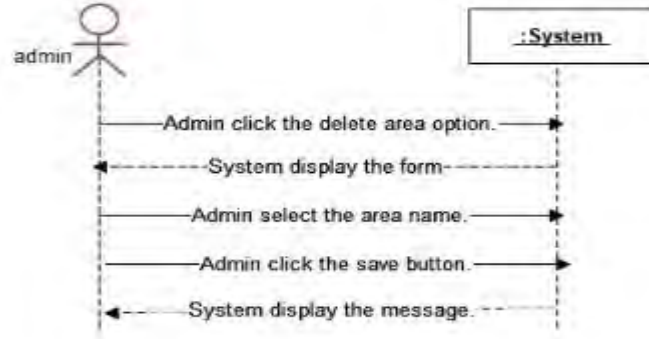 :System
admin
Admin click the delete area option.
System display the form
Admin select the area name.
Admin click the save button.
System display the message.